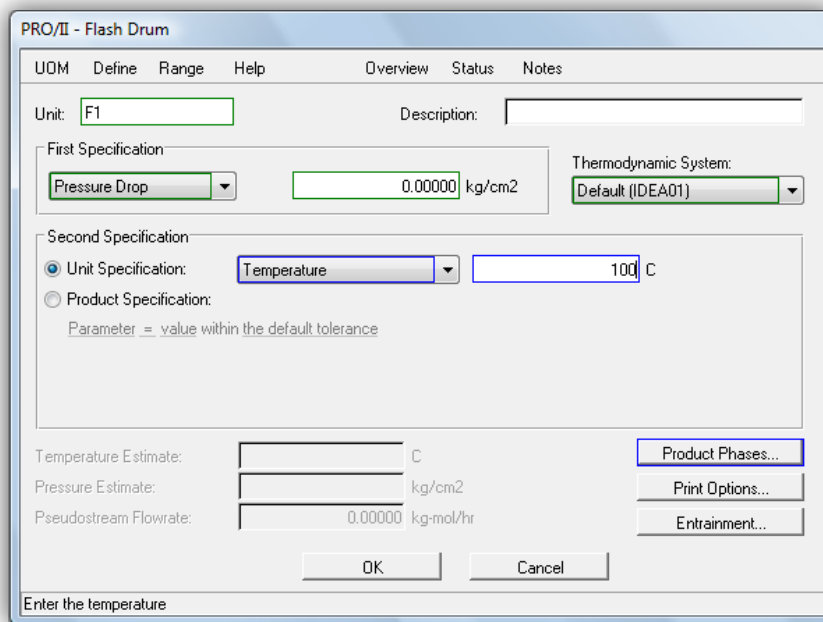 PRO/II - Flash Drum
UOM Define Range Help Overview Status Notes
Unit: F1 Description:
First Specification
Thermodynamic System:
Pressure Drop 0.00000 kg/cm2 Default (IDEA01)
Second Specification
Unit Specification: Temperature 100 C
Product Specification:
Parameter = value within the default tolerance
Temperature Estimate: C Product Phases...
Pressure Estimate: kg/cm2 Print Options...
Pseudostream Flowrate: 0.00000 kg-mol/hr Entrainment...
OK Cancel
Enter the temperature